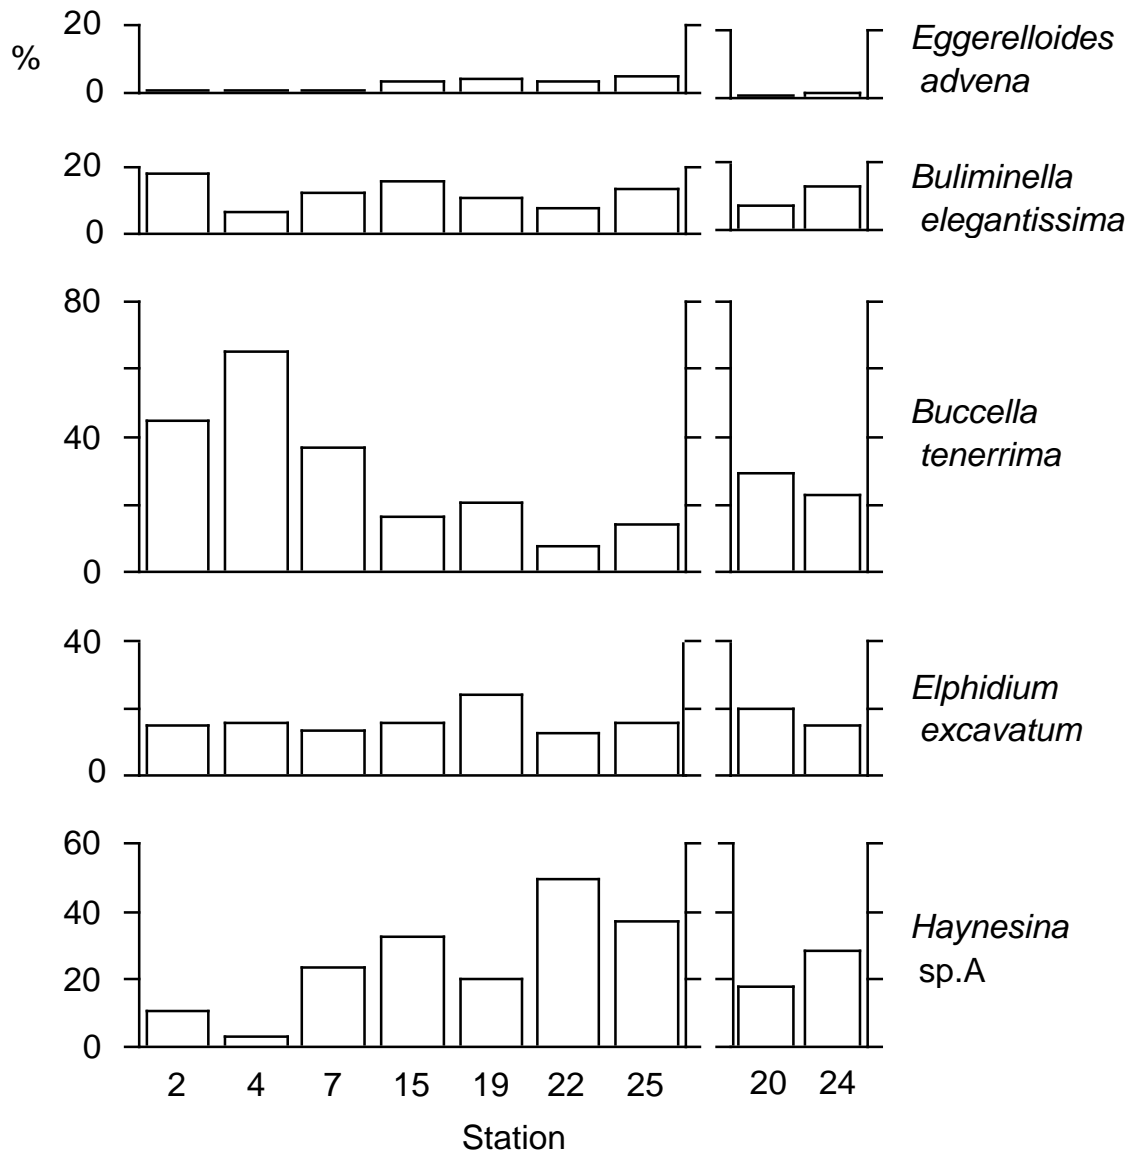 20
%
0
Eggerelloides
advena
20
0
Buliminella
elegantissima
80
40
0
Buccella
tenerrima
40
0
Elphidium
excavatum
60
40
20
0
Haynesina
sp.A
2 4 7 15 19 22 25 20 24
Station